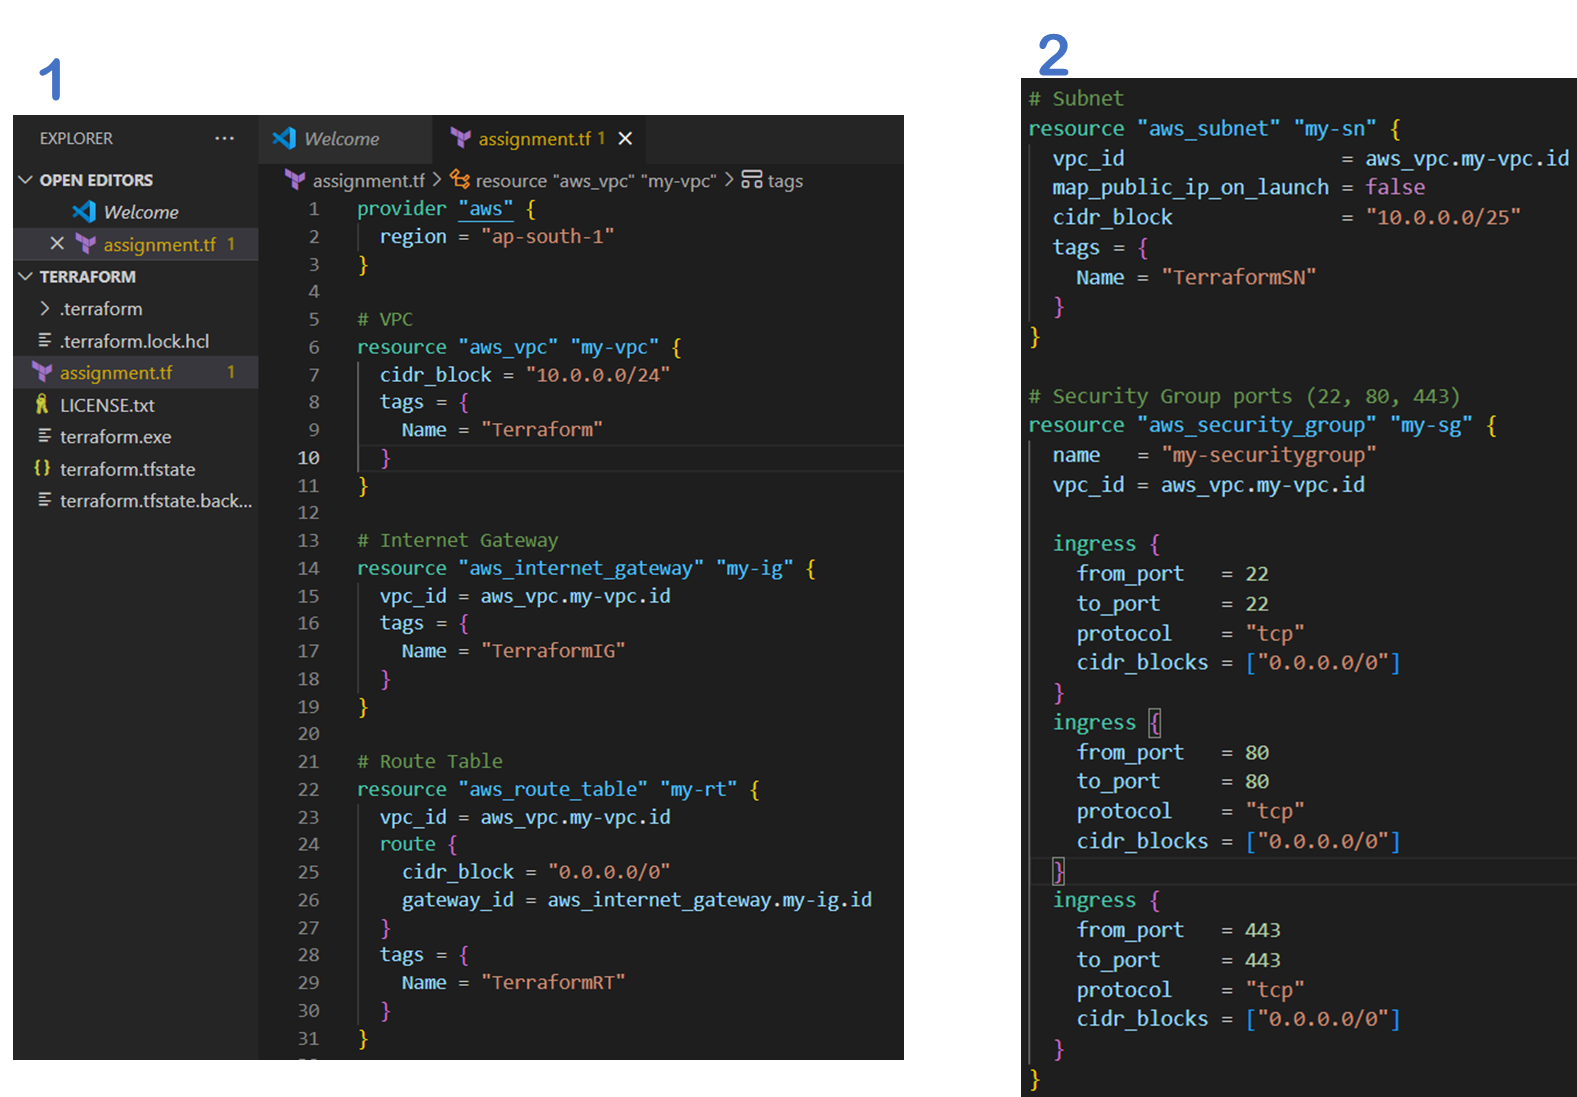 1
EXPLORER ...
OPEN EDITORS
Welcome
assignment.tf 1
TERRAFORM
.terraform
.terraform.lock.hcl
assignment.tf 1
LICENSE.txt
terraform.exe
terraform.tfstate
terraform.tfstate.back...
Welcome assignment.tf 1
assignment.tf > resource "aws_vpc" "my-vpc" > tags
1 provider "aws" {
2 region = "ap-south-1"
3 }
4
5 # VPC
6 resource "aws_vpc" "my-vpc" {
7 cidr_block = "10.0.0.0/24"
8 tags = {
9 Name = "Terraform"
10 }
11 }
12
13 # Internet Gateway
14 resource "aws_internet_gateway" "my-ig" {
15 vpc_id = aws_vpc.my-vpc.id
16 tags = {
17 Name = "TerraformIG"
18 }
19 }
20
21 # Route Table
22 resource "aws_route_table" "my-rt" {
23 vpc_id = aws_vpc.my-vpc.id
24 route {
25 cidr_block = "0.0.0.0/0"
26 gateway_id = aws_internet_gateway.my-ig.id
27 }
28 tags = {
29 Name = "TerraformRT"
30 }
31 }
2
# Subnet
resource "aws_subnet" "my-sn" {
vpc_id = aws_vpc.my-vpc.id
map_public_ip_on_launch = false
cidr_block = "10.0.0.0/25"
tags = {
Name = "TerraformSN"
}
}
# Security Group ports (22, 80, 443)
resource "aws_security_group" "my-sg" {
name = "my-securitygroup"
vpc_id = aws_vpc.my-vpc.id
ingress {
from_port = 22
to_port = 22
protocol = "tcp"
cidr_blocks = ["0.0.0.0/0"]
}
ingress {
from_port = 80
to_port = 80
protocol = "tcp"
cidr_blocks = ["0.0.0.0/0"]
}
ingress {
from_port = 443
to_port = 443
protocol = "tcp"
cidr_blocks = ["0.0.0.0/0"]
}
}